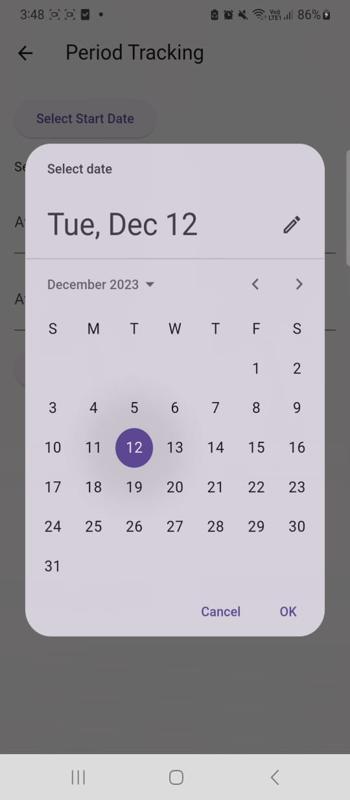 3:48 86%
Period Tracking
Select Start Date
Se
Select date
Tue, Dec 12
A
December 2023
A
S M T W T F S
1 2
3 4 5 6 7 8 9
10 11 12 13 14 15 16
17 18 19 20 21 22 23
24 25 26 27 28 29 30
31
Cancel OK